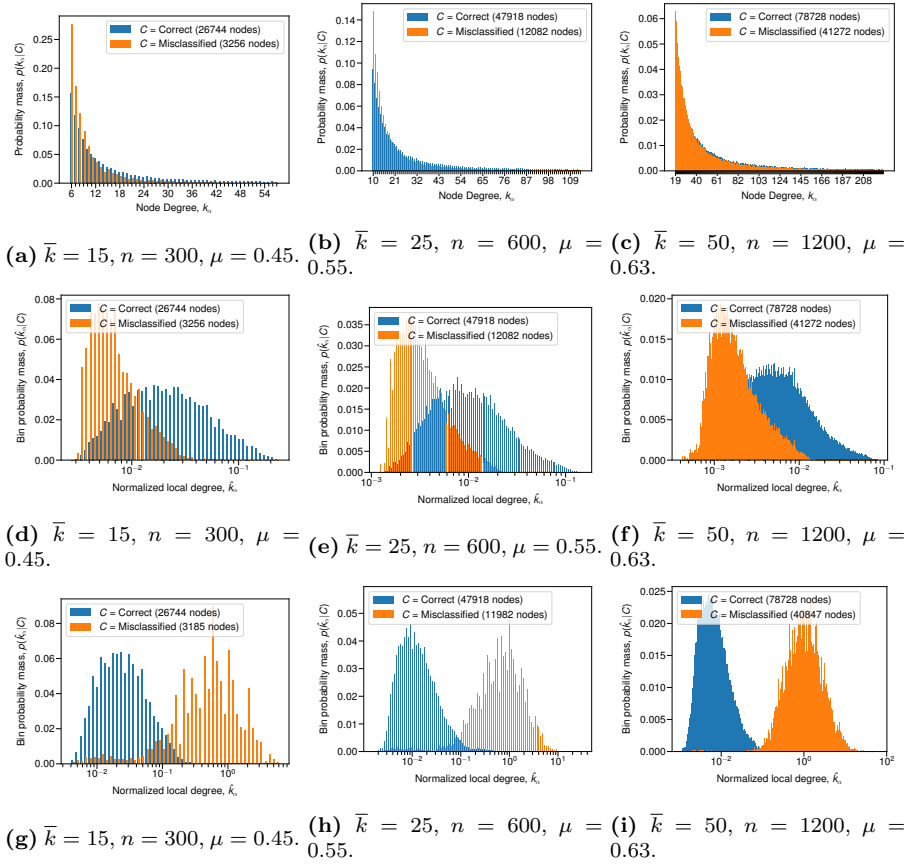 Probability mass, p(kα|C)
0.25
0.20
0.15
0.10
0.05
0.00
C = Correct (26744 nodes)
C = Misclassified (3256 nodes)
6 12 18 24 30 36 42 48 54
Node Degree, kα
(a) k̅ = 15, n = 300, μ = 0.45.
Probability mass, p(kα|C)
0.14
0.12
0.10
0.08
0.06
0.04
0.02
0.00
C = Correct (47918 nodes)
C = Misclassified (12082 nodes)
10 21 32 43 54 65 76 87 98 109
Node Degree, kα
(b) k̅ = 25, n = 600, μ =
0.55.
Probability mass, p(kα|C)
0.06
0.05
0.04
0.03
0.02
0.01
0.00
C = Correct (78728 nodes)
C = Misclassified (41272 nodes)
19 40 61 82 103 124 145 166 187 208
Node Degree, kα
(c) k̅ = 50, n = 1200, μ =
0.63.
Bin probability mass, p(k̂α|C)
0.08
0.06
0.04
0.02
0.00
C = Correct (26744 nodes)
C = Misclassified (3256 nodes)
10⁻² 10⁻¹
Normalized local degree, k̂α
(d) k̅ = 15, n = 300, μ =
0.45.
Bin probability mass, p(k̂α|C)
0.035
0.030
0.025
0.020
0.015
0.010
0.005
0.000
C = Correct (47918 nodes)
C = Misclassified (12082 nodes)
10⁻³ 10⁻² 10⁻¹
Normalized local degree, k̂α
(e) k̅ = 25, n = 600, μ = 0.55.
Bin probability mass, p(k̂α|C)
0.020
0.015
0.010
0.005
0.000
C = Correct (78728 nodes)
C = Misclassified (41272 nodes)
10⁻³ 10⁻² 10⁻¹
Normalized local degree, k̂α
(f) k̅ = 50, n = 1200, μ =
0.63.
Bin probability mass, p(k̂α|C)
0.08
0.06
0.04
0.02
0.00
C = Correct (26744 nodes)
C = Misclassified (3185 nodes)
10⁻² 10⁻¹ 10⁰
Normalized local degree, k̂α
(g) k̅ = 15, n = 300, μ = 0.45.
Bin probability mass, p(k̂α|C)
0.05
0.04
0.03
0.02
0.01
0.00
C = Correct (47918 nodes)
C = Misclassified (11982 nodes)
10⁻² 10⁻¹ 10⁰ 10¹
Normalized local degree, k̂α
(h) k̅ = 25, n = 600, μ =
0.55.
Bin probability mass, p(k̂α|C)
0.025
0.020
0.015
0.010
0.005
0.000
C = Correct (78728 nodes)
C = Misclassified (40847 nodes)
10⁻² 10⁰ 10²
Normalized local degree, k̂α
(i) k̅ = 50, n = 1200, μ =
0.63.